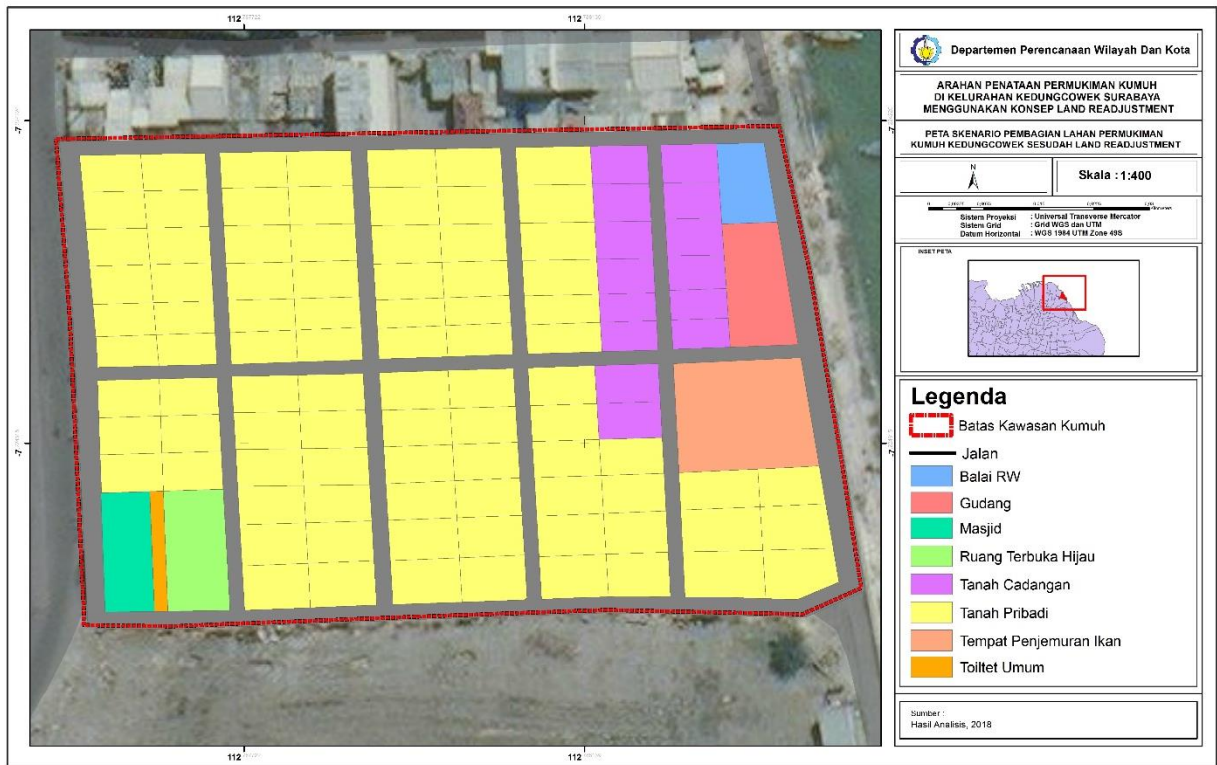 112
112
Departemen Perencanaan Wilayah Dan Kota
ARAHAN PENATAAN PERMUKIMAN KUMUH
DI KELURAHAN KEDUNGCOWEK SURABAYA
MENGGUNAKAN KONSEP LAND READJUSTMENT
PETA SKENARIO PEMBAGIAN LAHAN PERMUKIMAN
KUMUH KEDUNGCOWEK SESUDAH LAND READJUSTMENT
N
Skala : 1:400
Sistem Proyeksi : Universal Transverse Mercator
Sistem Grid : Grid WGS dan UTM
Datum Horizontal : WGS 1984 UTM Zone 49S
INSET PETA
Legenda
Batas Kawasan Kumuh
Jalan
Balai RW
Gudang
Masjid
Ruang Terbuka Hijau
Tanah Cadangan
Tanah Pribadi
Tempat Penjemuran Ikan
Toiltet Umum
Sumber :
Hasil Analisis, 2018
112
112